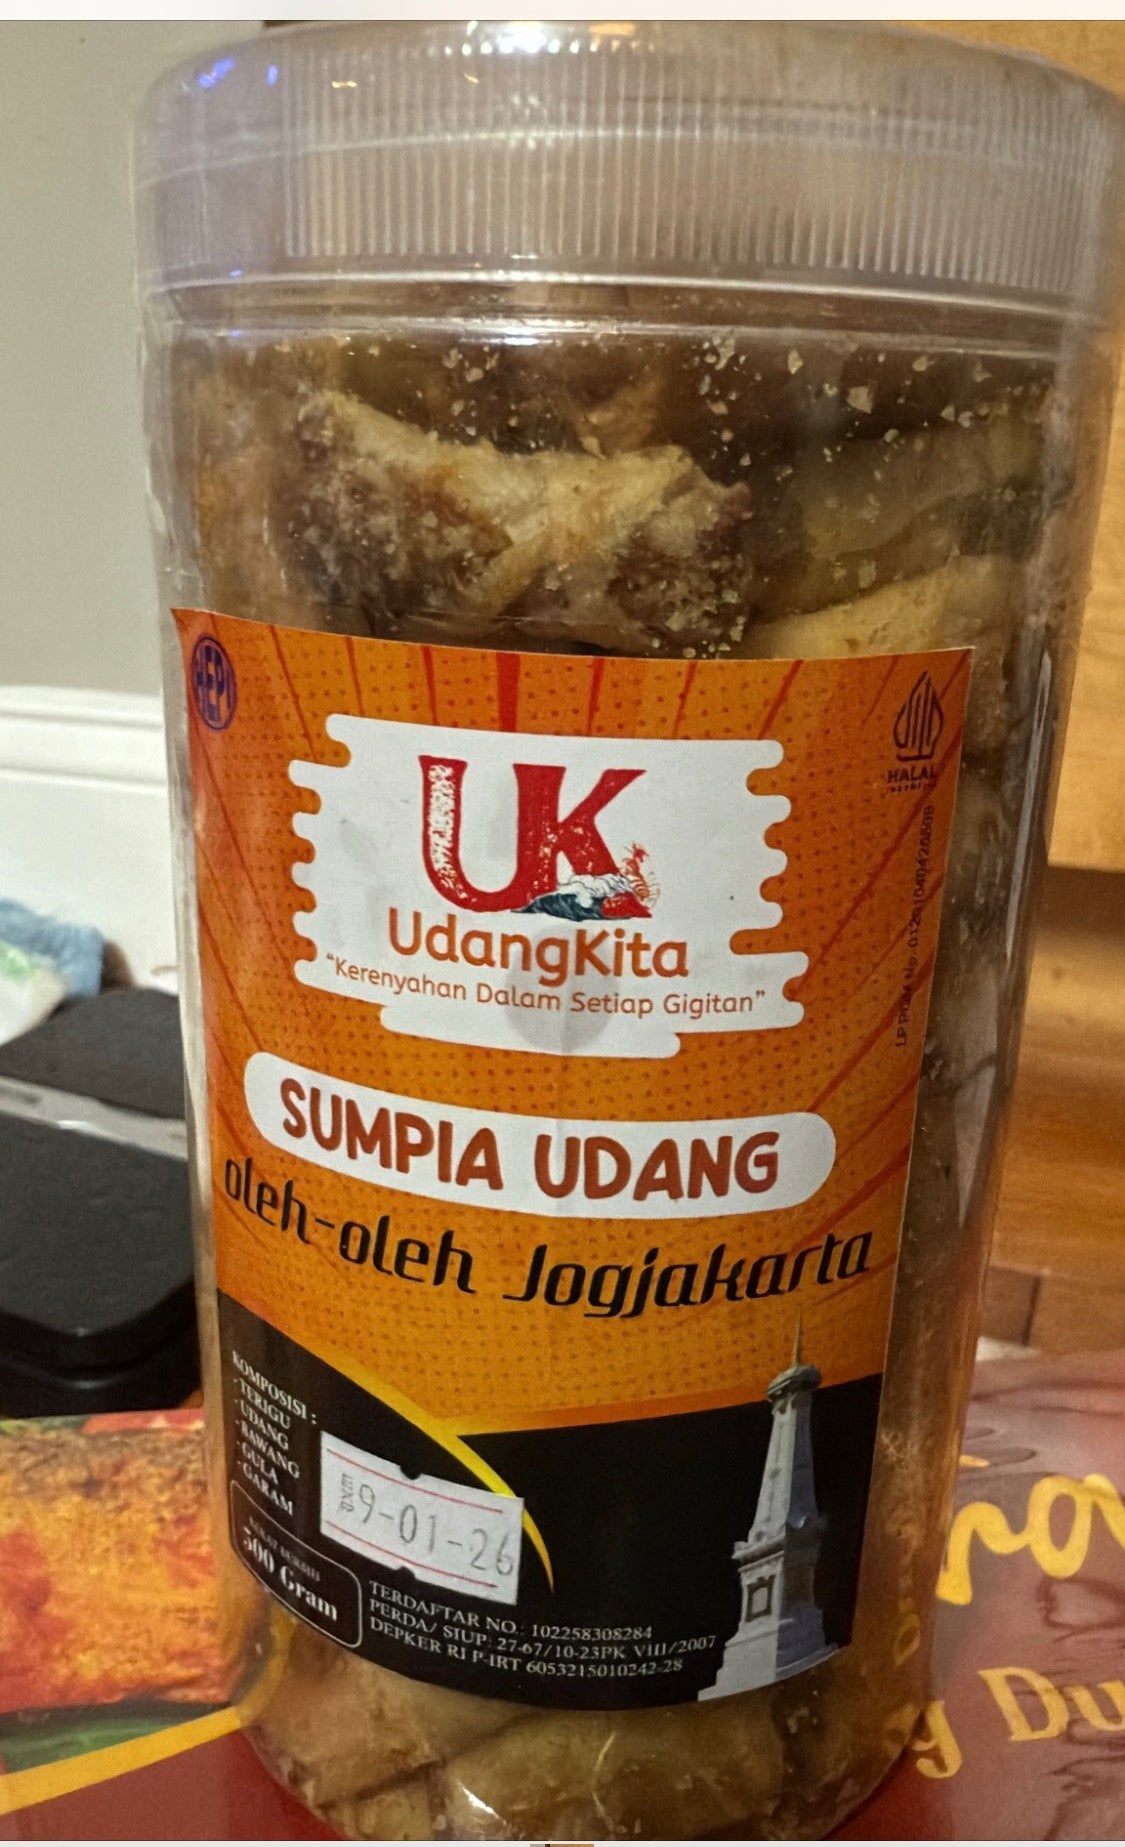 HEPI
HALAL
UK
UdangKita
"Kerenyahan Dalam Setiap Gigitan"
SUMPIA UDANG
oleh-oleh Jogjakarta
KOMPOSISI :
- TERIGU
- UDANG
- BAWANG
- GULA
- GARAM
9-01-26
500 Gram
TERDAFTAR NO.: 102258308284
PERDA/ SIUP: 27-67/10-23PK VIII/2007
DEPKER RI P-IRT 6053215010242-28